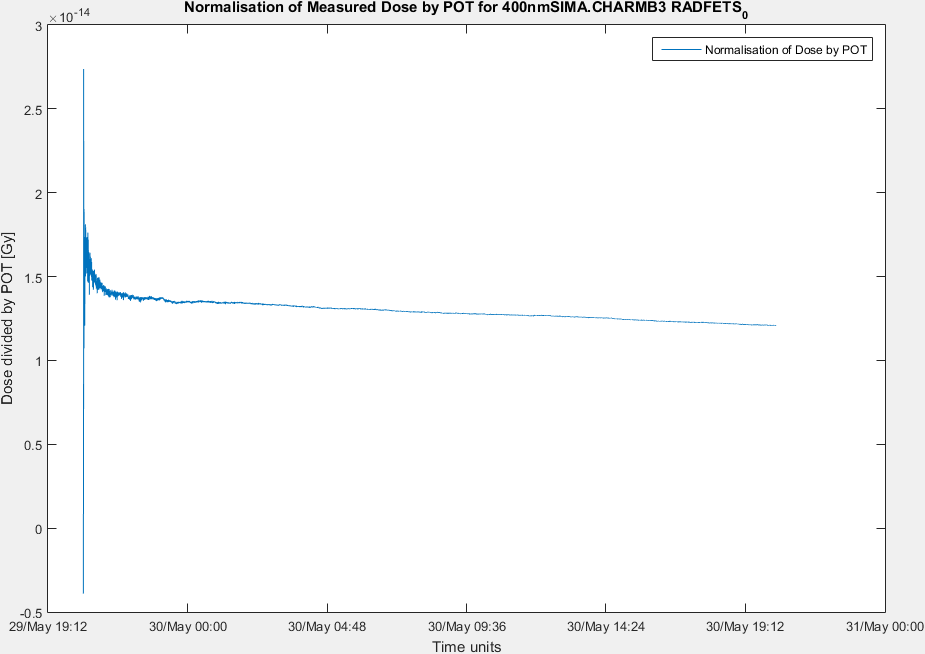 Normalisation of Measured Dose by POT for 400nmSIMA.CHARMB3 RADFETS0
×10-14
Normalisation of Dose by POT
3
2.5
2
1.5
1
0.5
0
-0.5
Dose divided by POT [Gy]
29/May 19:12 30/May 00:00 30/May 04:48 30/May 09:36 30/May 14:24 30/May 19:12 31/May 00:00
Time units